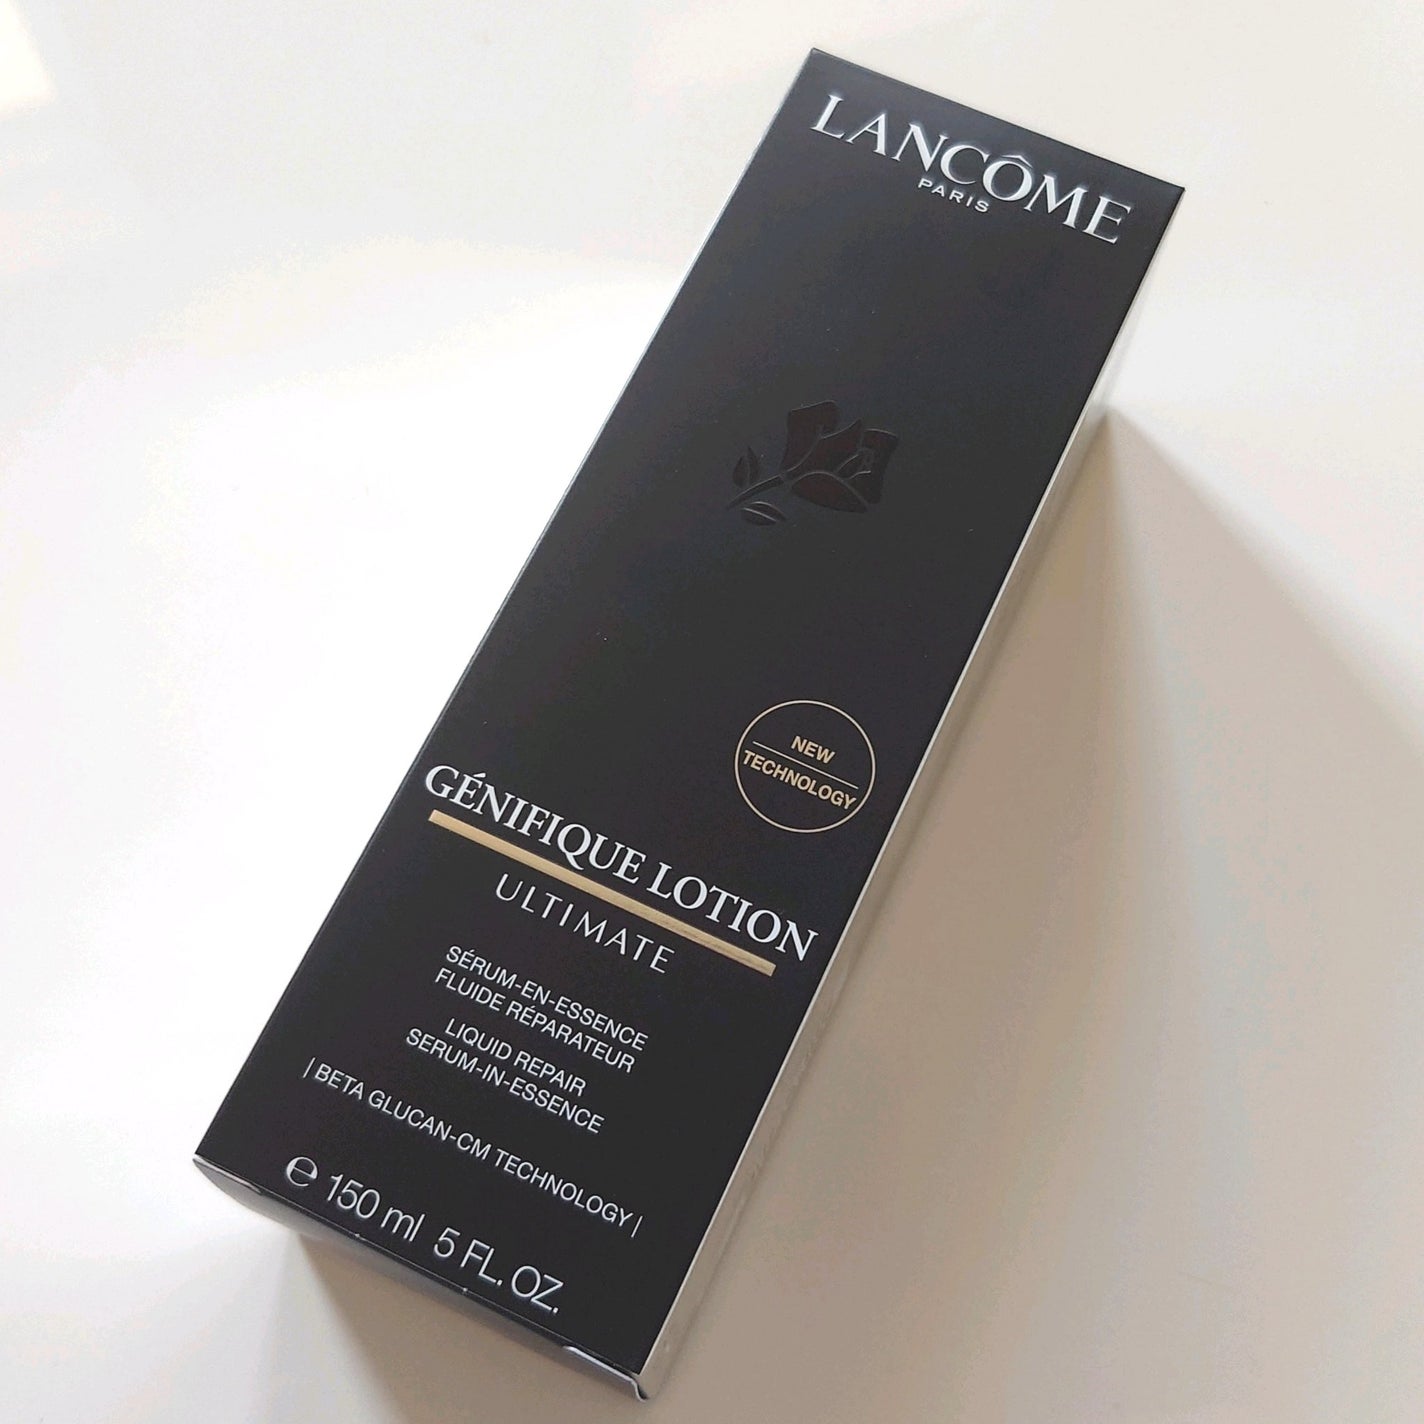 LANCÔME
PARIS
NEW
TECHNOLOGY
GÉNIFIQUE LOTION
ULTIMATE
SÉRUM-EN-ESSENCE
FLUIDE RÉPARATEUR
LIQUID REPAIR
SERUM-IN-ESSENCE
| BETA GLUCAN-CM TECHNOLOGY |
℮ 150 ml 5 FL. OZ.